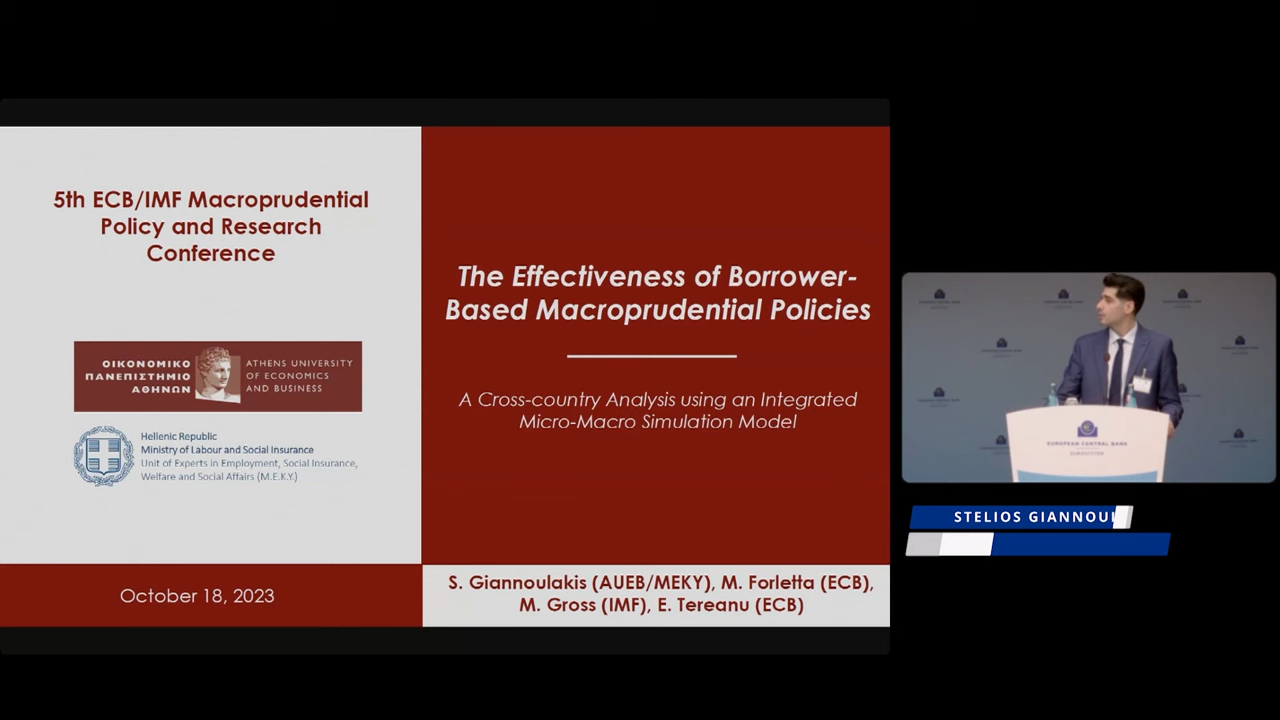 5th ECB/IMF Macroprudential
Policy and Research
Conference
ΟΙΚΟΝΟΜΙΚΟ
ΠΑΝΕΠΙΣΤΗΜΙΟ
ΑΘΗΝΩΝ
ATHENS UNIVERSITY
OF ECONOMICS
AND BUSINESS
Hellenic Republic
Ministry of Labour and Social Insurance
Unit of Experts in Employment, Social Insurance,
Welfare and Social Affairs (M.E.K.Y.)
October 18, 2023
The Effectiveness of Borrower-
Based Macroprudential Policies
A Cross-country Analysis using an Integrated
Micro-Macro Simulation Model
S. Giannoulakis (AUEB/MEKY), M. Forletta (ECB),
M. Gross (IMF), E. Tereanu (ECB)
EUROPEAN CENTRAL BANK
EUROSYSTEM
STELIOS GIANNOU